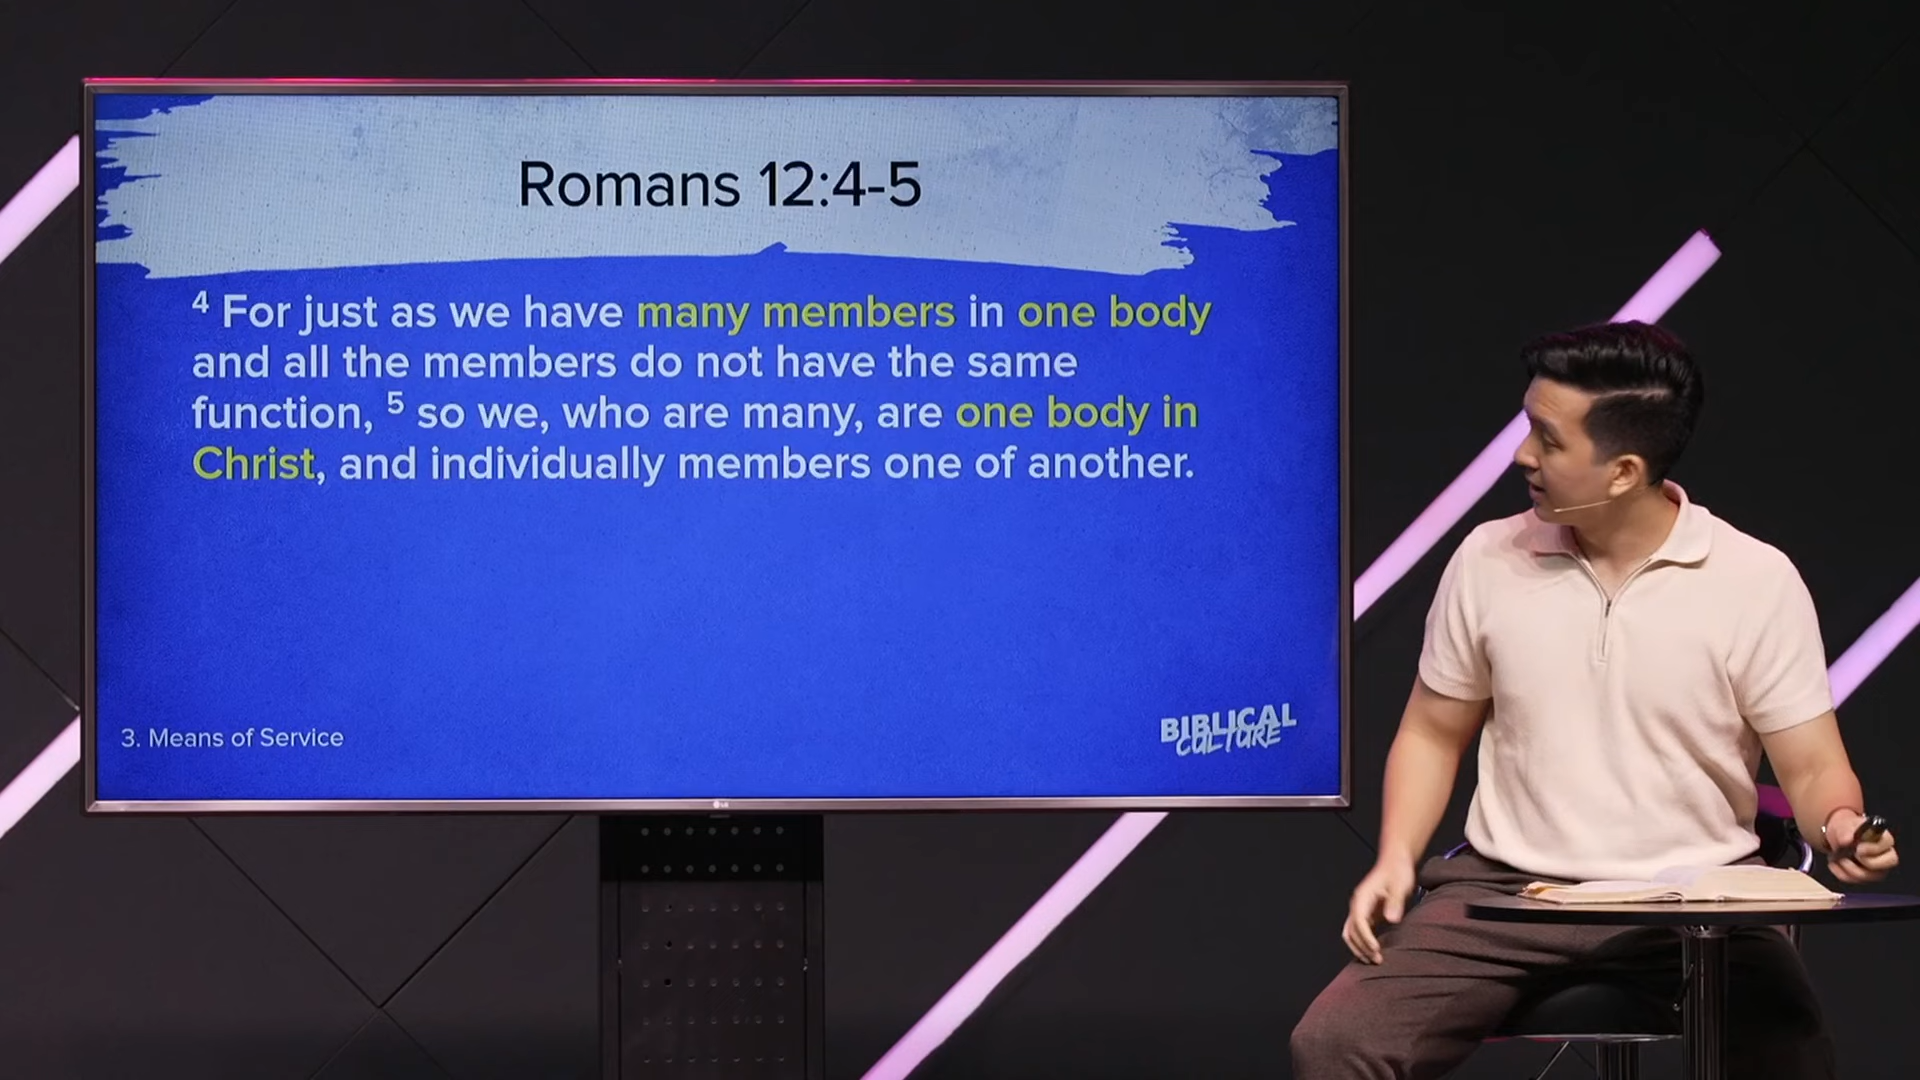 Romans 12:4-5
4 For just as we have many members in one body
and all the members do not have the same
function, 5 so we, who are many, are one body in
Christ, and individually members one of another.
3. Means of Service
BIBLICAL
CULTURE
LG